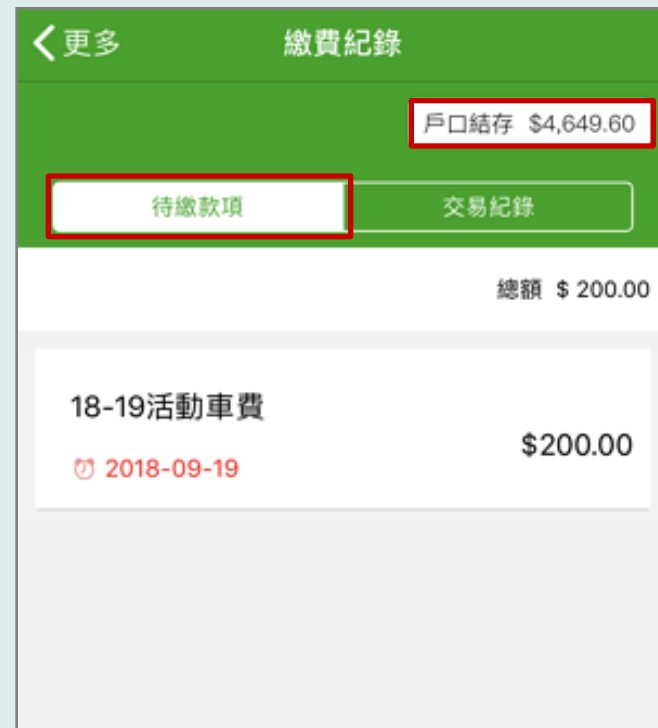 更多 繳費紀錄
戶口結存 $4,649.60
待繳款項 交易紀錄
總額 $ 200.00
18-19活動車費
$200.00
2018-09-19